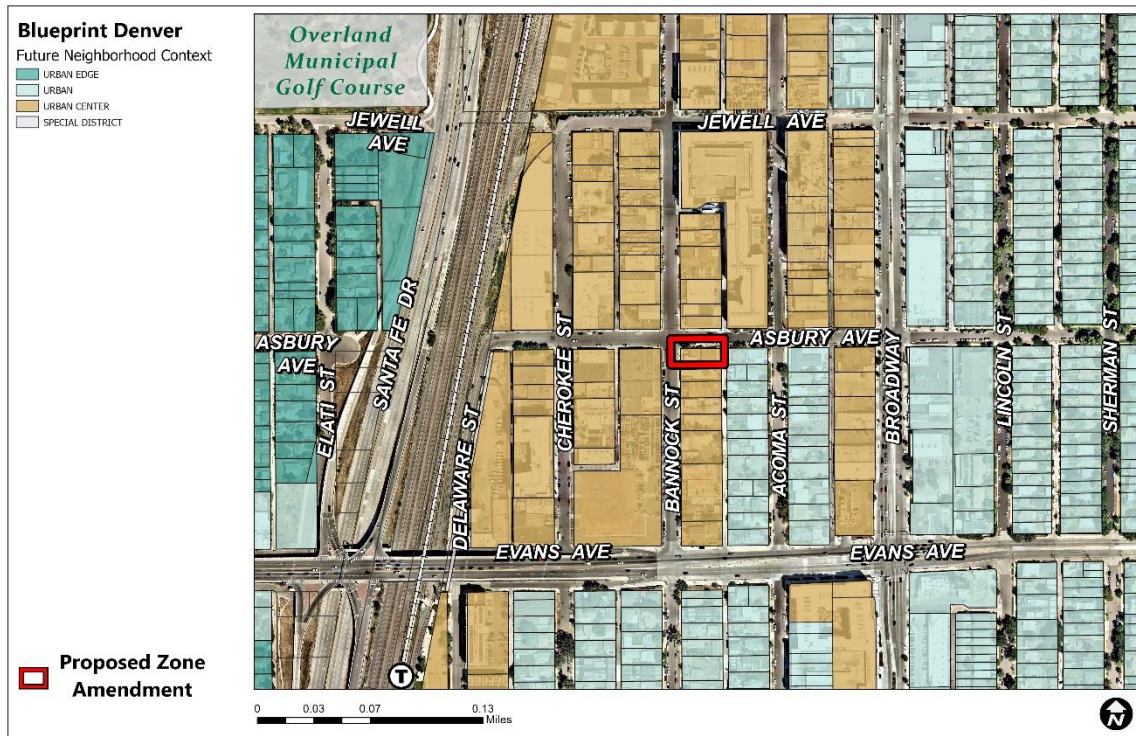 Blueprint Denver
Future Neighborhood Context
URBAN EDGE
URBAN
URBAN CENTER
SPECIAL DISTRICT
Overland
Municipal
Golf Course
JEWELL
AVE
JEWELL AVE
ASBURY
AVE
ELATI ST
SANTA FE DR
DELAWARE ST
CHEROKEE ST
BANNOCK ST
ASBURY AVE
ACOMA ST
BROADWAY
LINCOLN ST
SHERMAN ST
EVANS AVE
EVANS AVE
T
Proposed Zone
Amendment
0 0.03 0.07 0.13
Miles
N